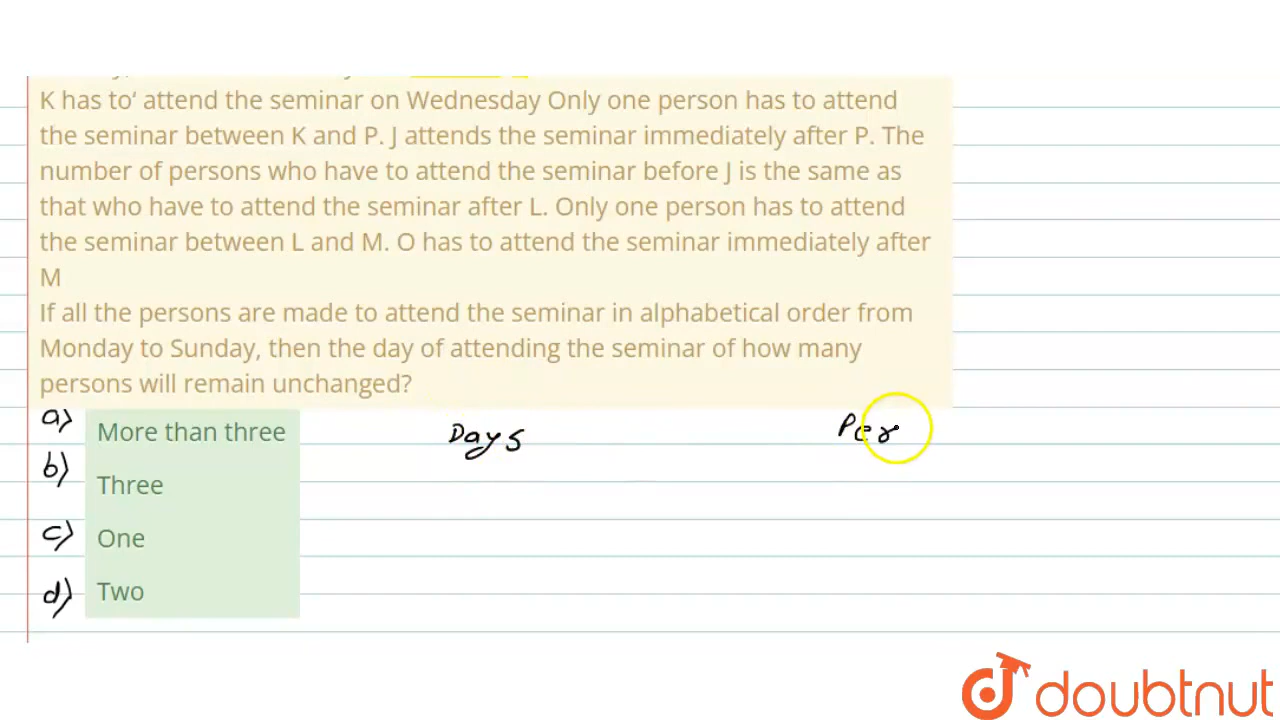 K has to‘ attend the seminar on Wednesday Only one person has to attend
the seminar between K and P. J attends the seminar immediately after P. The
number of persons who have to attend the seminar before J is the same as
that who have to attend the seminar after L. Only one person has to attend
the seminar between L and M. O has to attend the seminar immediately after
M
If all the persons are made to attend the seminar in alphabetical order from
Monday to Sunday, then the day of attending the seminar of how many
persons will remain unchanged?
a) More than three
Days Per
b) Three
c) One
d) Two
doubtnut